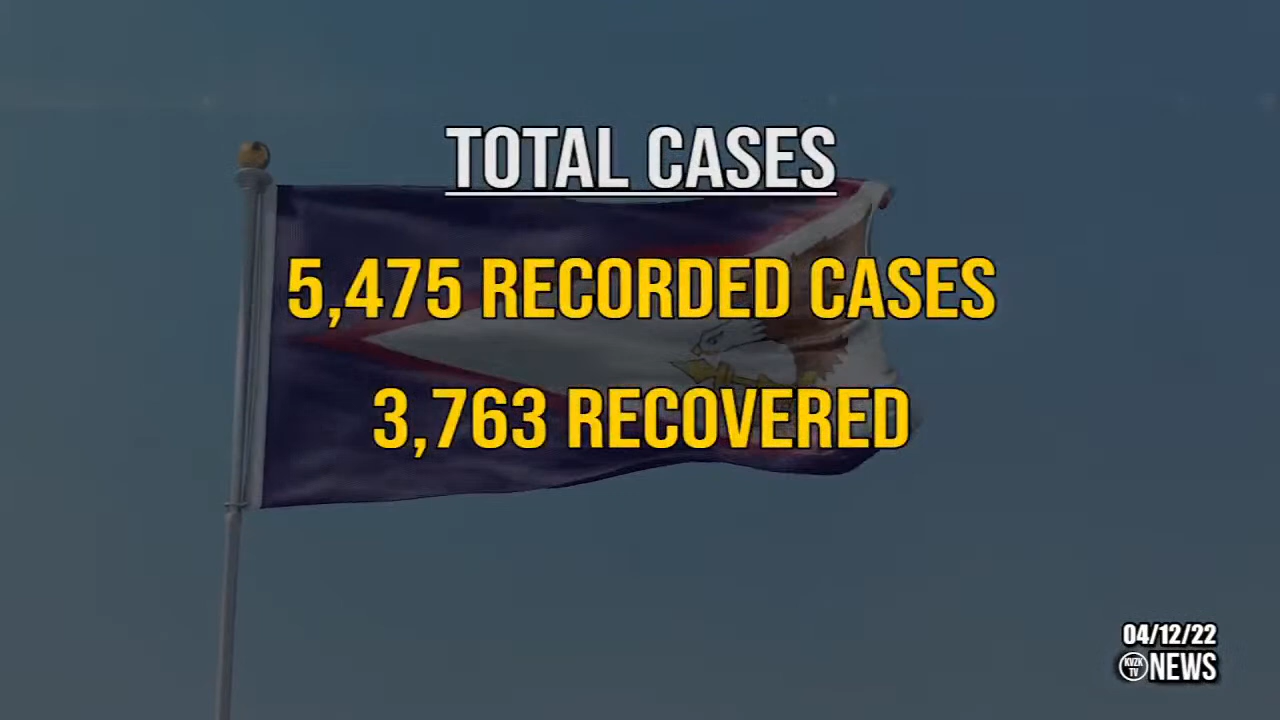 TOTAL CASES
5,475 RECORDED CASES
3,763 RECOVERED
04/12/22
KVZK
TV
NEWS